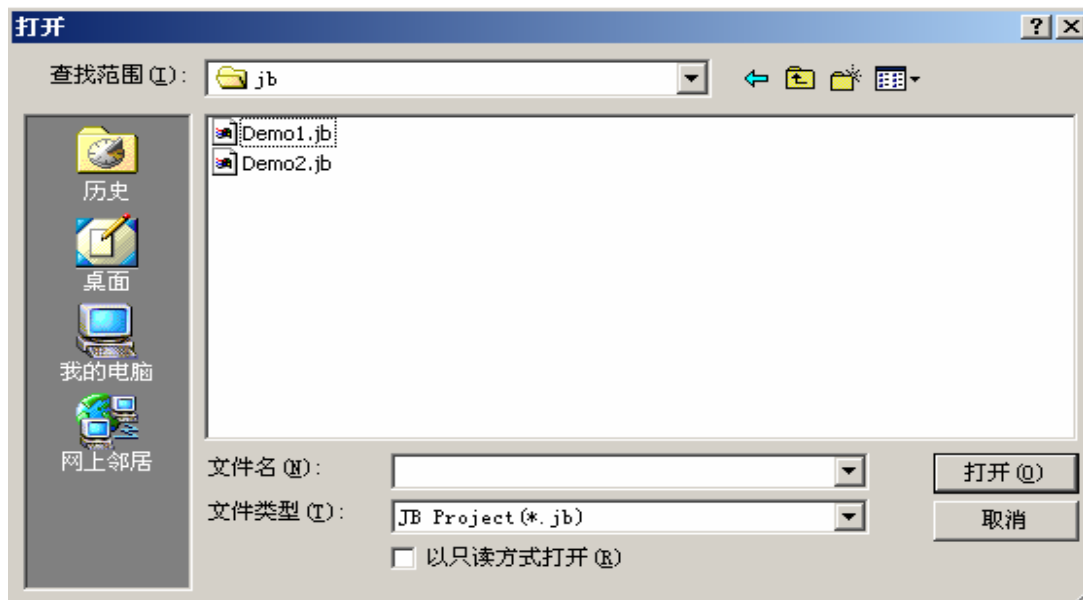 打开
查找范围(I):
jb
Demo1.jb
Demo2.jb
历史
桌面
我的电脑
网上邻居
文件名(N):
打开(O)
文件类型(T):
JB Project(*.jb)
取消
以只读方式打开(R)